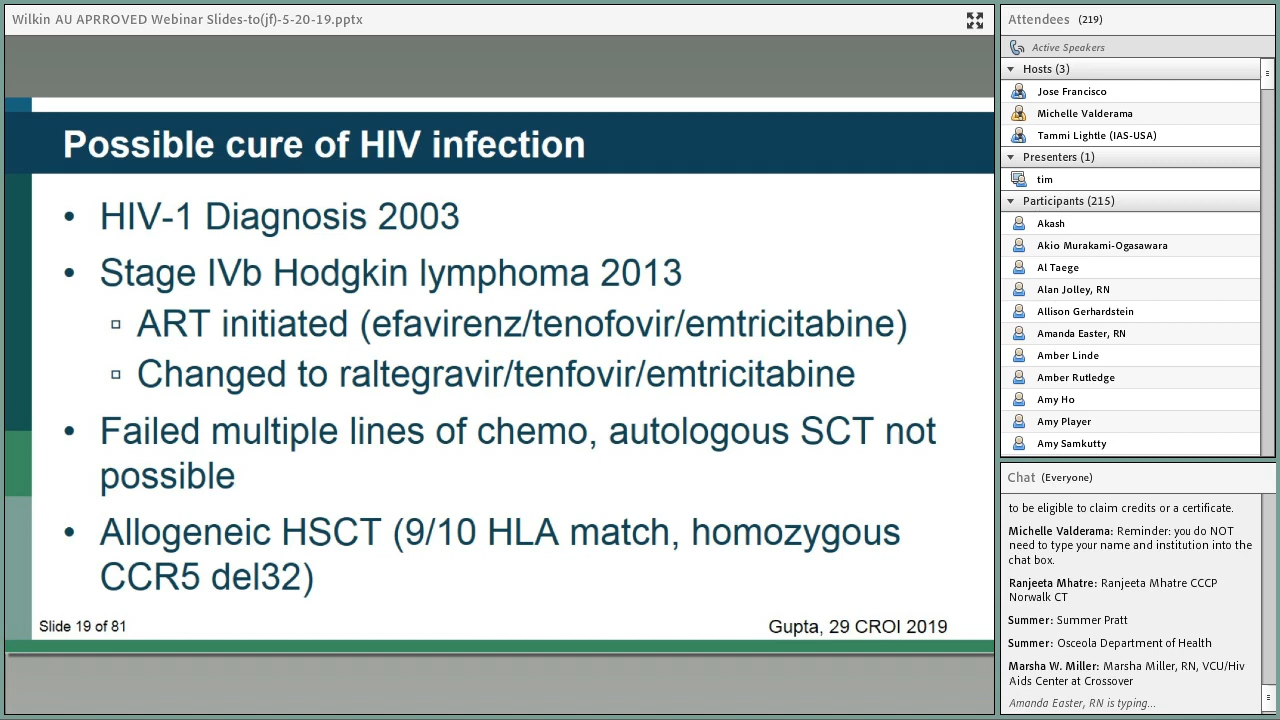 Wilkin AU APRROVED Webinar Slides-to(jf)-5-20-19.pptx
Possible cure of HIV infection
• HIV-1 Diagnosis 2003
• Stage IVb Hodgkin lymphoma 2013
▫ ART initiated (efavirenz/tenofovir/emtricitabine)
▫ Changed to raltegravir/tenfovir/emtricitabine
• Failed multiple lines of chemo, autologous SCT not
possible
• Allogeneic HSCT (9/10 HLA match, homozygous
CCR5 del32)
Slide 19 of 81
Gupta, 29 CROI 2019
Attendees (219)
Active Speakers
Hosts (3)
Jose Francisco
Michelle Valderama
Tammi Lightle (IAS-USA)
Presenters (1)
tim
Participants (215)
Akash
Akio Murakami-Ogasawara
Al Taege
Alan Jolley, RN
Allison Gerhardstein
Amanda Easter, RN
Amber Linde
Amber Rutledge
Amy Ho
Amy Player
Amy Samkutty
Chat (Everyone)
to be eligible to claim credits or a certificate.
Michelle Valderama: Reminder: you do NOT
need to type your name and institution into the
chat box.
Ranjeeta Mhatre: Ranjeeta Mhatre CCCP
Norwalk CT
Summer: Summer Pratt
Summer: Osceola Department of Health
Marsha W. Miller: Marsha Miller, RN, VCU/Hiv
Aids Center at Crossover
Amanda Easter, RN is typing...